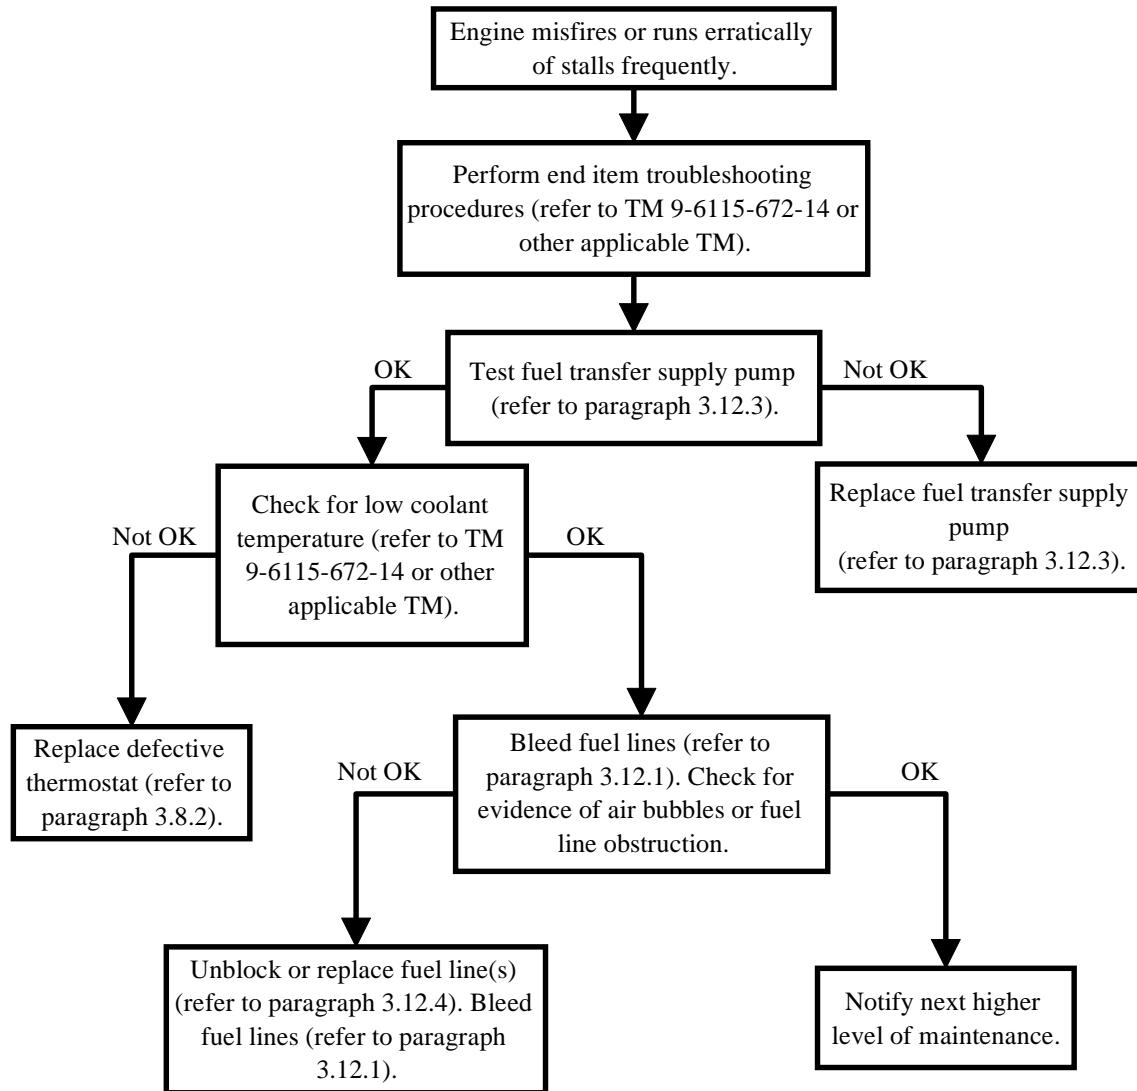 Engine misfires or runs erratically
of stalls frequently.
Perform end item troubleshooting
procedures (refer to TM 9-6115-672-14 or
other applicable TM).
OK
Test fuel transfer supply pump
(refer to paragraph 3.12.3).
Not OK
Check for low coolant
temperature (refer to TM
9-6115-672-14 or other
applicable TM).
Not OK
OK
Replace fuel transfer supply
pump
(refer to paragraph 3.12.3).
Replace defective
thermostat (refer to
paragraph 3.8.2).
Not OK
Bleed fuel lines (refer to
paragraph 3.12.1). Check for
evidence of air bubbles or fuel
line obstruction.
OK
Unblock or replace fuel line(s)
(refer to paragraph 3.12.4). Bleed
fuel lines (refer to paragraph
3.12.1).
Notify next higher
level of maintenance.